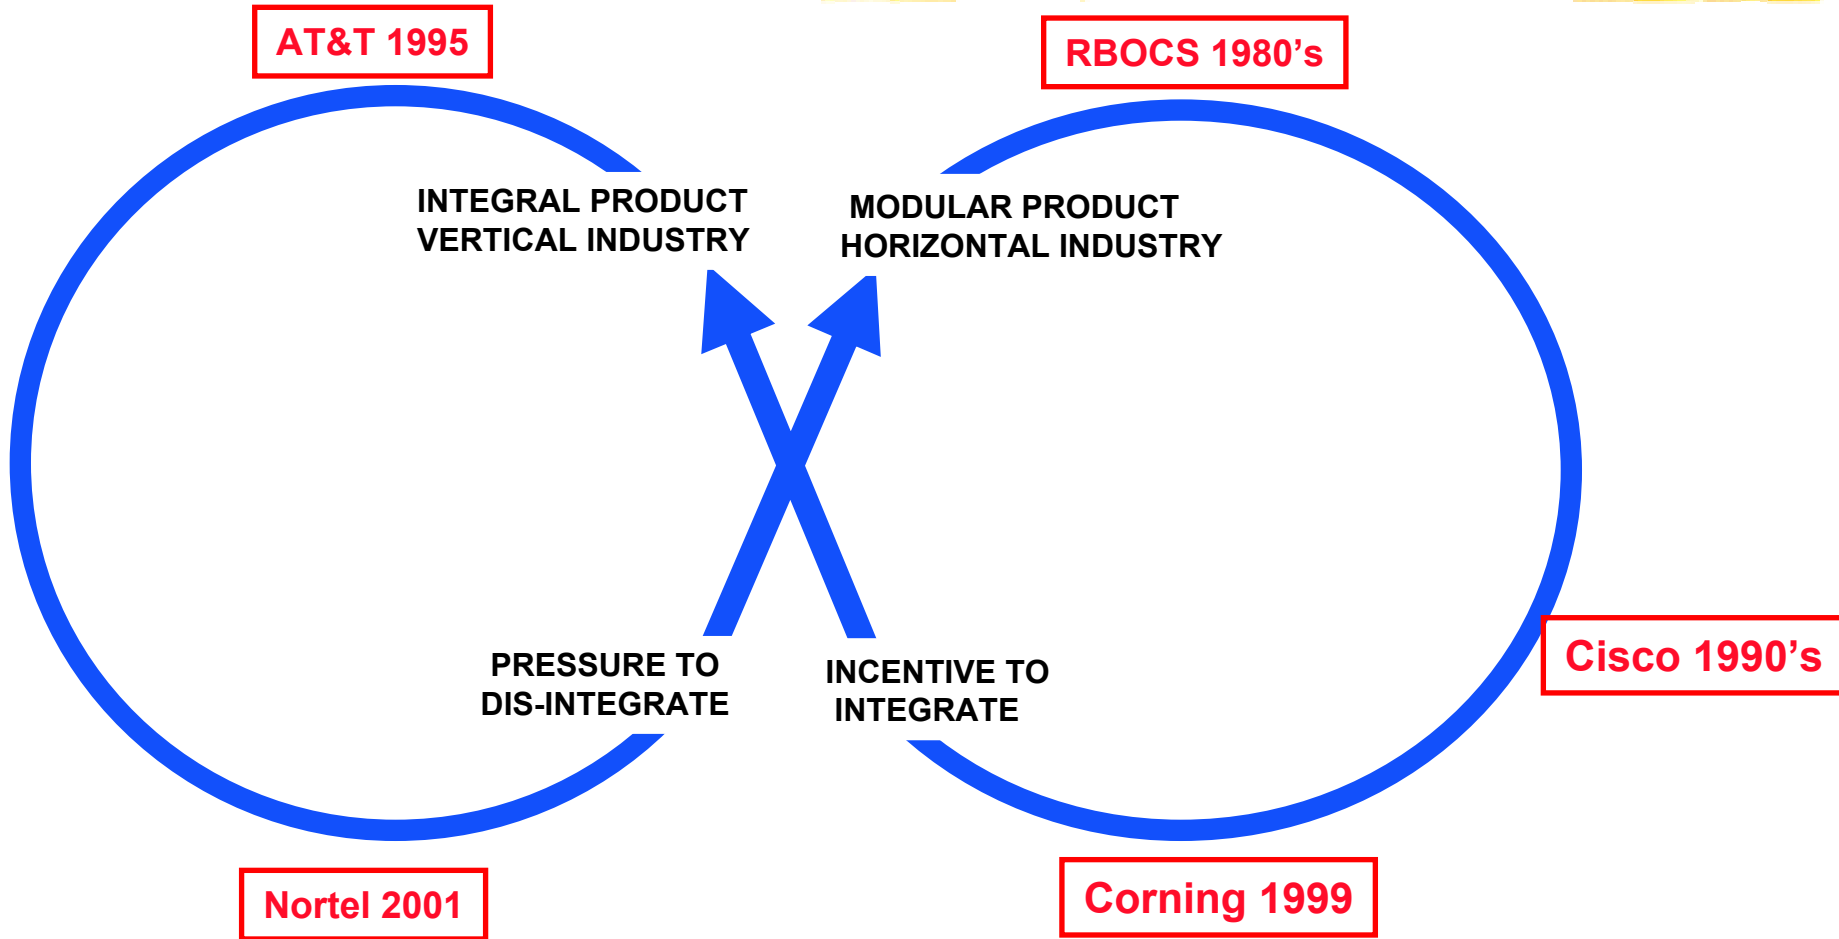 AT&T 1995
RBOCS 1980’s
INTEGRAL PRODUCT
VERTICAL INDUSTRY
MODULAR PRODUCT
HORIZONTAL INDUSTRY
PRESSURE TO
DIS-INTEGRATE
INCENTIVE TO
INTEGRATE
Cisco 1990’s
Nortel 2001
Corning 1999